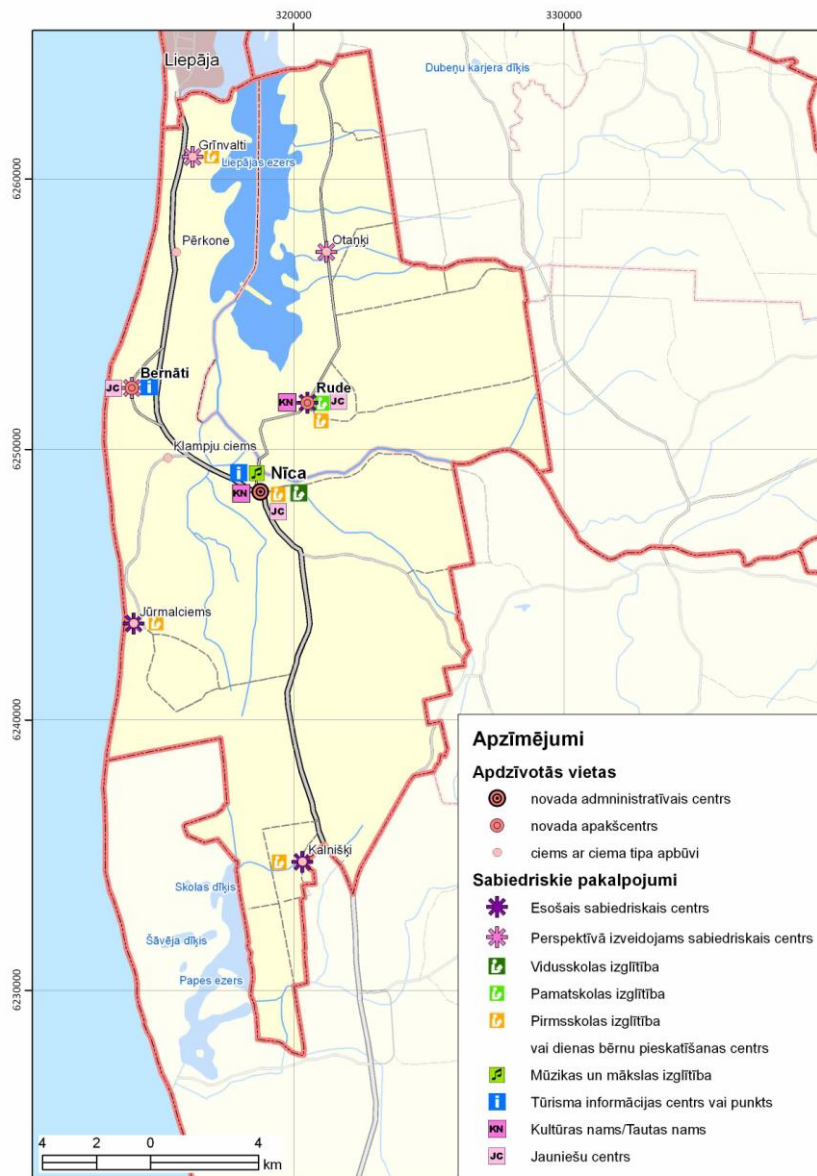 320000
330000
Liepāja
Dubeņu karjera dīķis
Grīnvalti
Liepājas ezers
6260000
Pērkone
Otaņķi
Bernāti
JC
i
Rude
KN
JC
6250000
Klampju ciems
i
Nīca
KN
JC
Jūrmalciems
6240000
Kalnišķi
Skolas dīķis
Šāvēja dīķis
Papes ezers
6230000
Apzīmējumi
Apdzīvotās vietas
novada admninistratīvais centrs
novada apakšcentrs
ciems ar ciema tipa apbūvi
Sabiedriskie pakalpojumi
Esošais sabiedriskais centrs
Perspektīvā izveidojams sabiedriskais centrs
Vidusskolas izglītība
Pamatskolas izglītība
Pirmsskolas izglītība
vai dienas bērnu pieskatīšanas centrs
Mūzikas un mākslas izglītība
i Tūrisma informācijas centrs vai punkts
KN Kultūras nams/Tautas nams
JC Jauniešu centrs
4 2 0 4
km